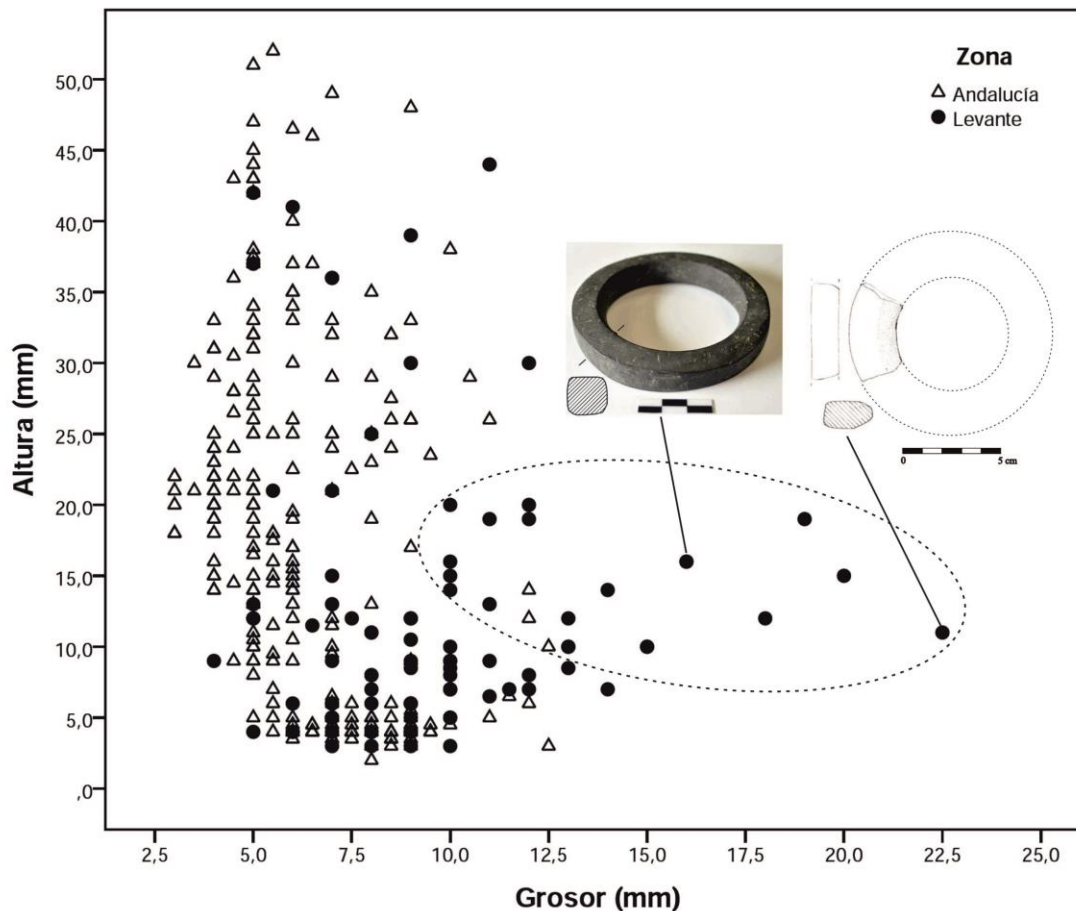 Zona
Andalucía
Levante
Altura (mm)
50,0
45,0
40,0
35,0
30,0
25,0
20,0
15,0
10,0
5,0
,0
0 5 cm
2,5 5,0 7,5 10,0 12,5 15,0 17,5 20,0 22,5 25,0
Grosor (mm)